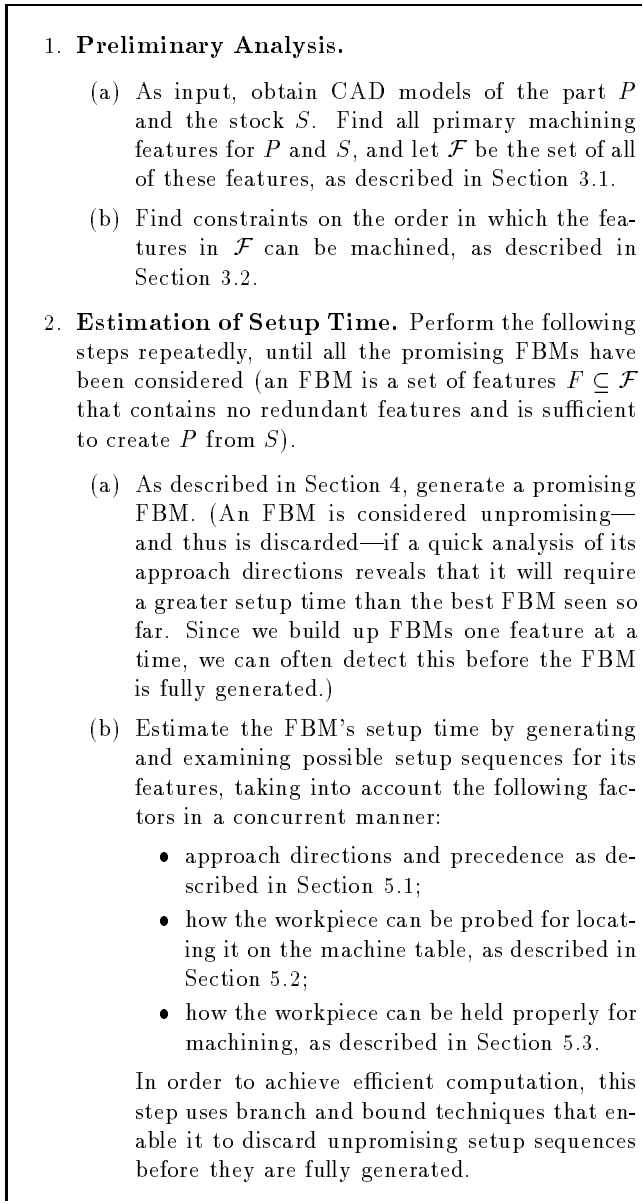 1. Preliminary Analysis.
(a) As input, obtain CAD models of the part P
and the stock S. Find all primary machining
features for P and S, and let ℱ be the set of all
of these features, as described in Section 3.1.
(b) Find constraints on the order in which the fea-
tures in ℱ can be machined, as described in
Section 3.2.
2. Estimation of Setup Time. Perform the following
steps repeatedly, until all the promising FBMs have
been considered (an FBM is a set of features F ⊆ ℱ
that contains no redundant features and is sufficient
to create P from S).
(a) As described in Section 4, generate a promising
FBM. (An FBM is considered unpromising—
and thus is discarded—if a quick analysis of its
approach directions reveals that it will require
a greater setup time than the best FBM seen so
far. Since we build up FBMs one feature at a
time, we can often detect this before the FBM
is fully generated.)
(b) Estimate the FBM's setup time by generating
and examining possible setup sequences for its
features, taking into account the following fac-
tors in a concurrent manner:
• approach directions and precedence as de-
scribed in Section 5.1;
• how the workpiece can be probed for locat-
ing it on the machine table, as described in
Section 5.2;
• how the workpiece can be held properly for
machining, as described in Section 5.3.
In order to achieve efficient computation, this
step uses branch and bound techniques that en-
able it to discard unpromising setup sequences
before they are fully generated.